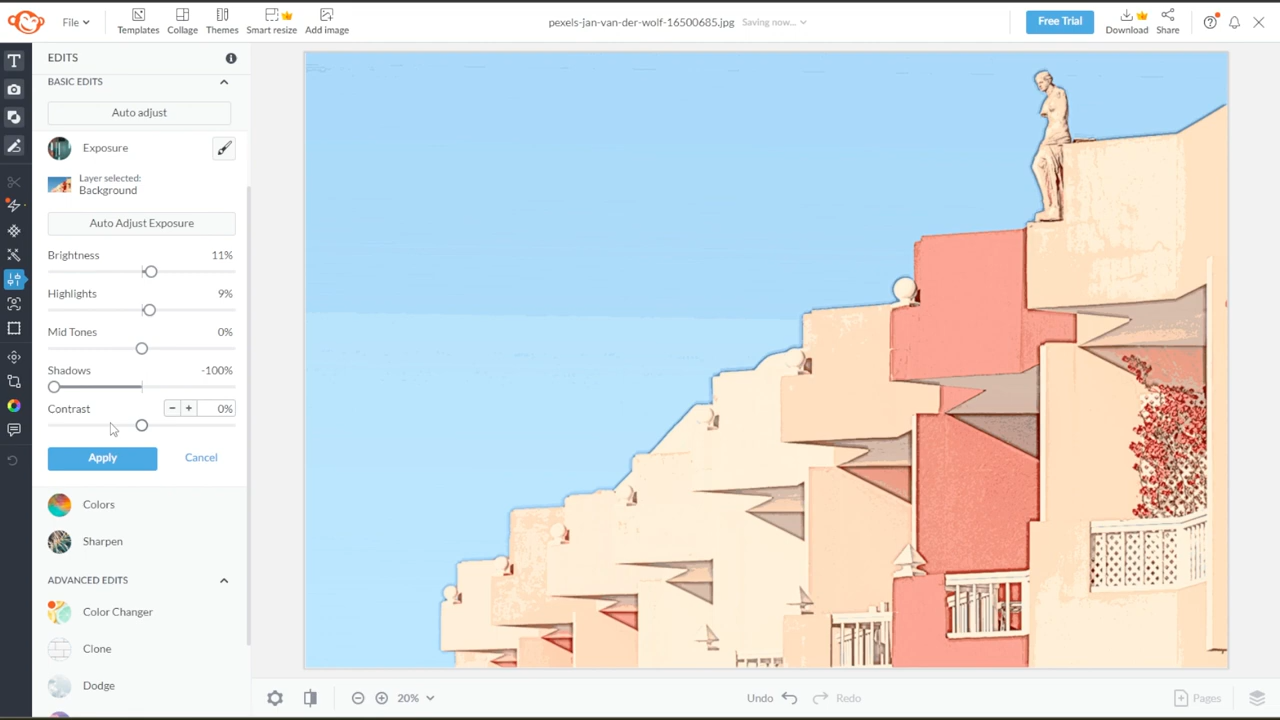 File
Templates
Collage
Themes
Smart resize
Add image
pexels-jan-van-der-wolf-16500685.jpg
Saving now...
Free Trial
Download
Share
EDITS
BASIC EDITS
Auto adjust
Exposure
Layer selected:
Background
Auto Adjust Exposure
Brightness 11%
Highlights 9%
Mid Tones 0%
Shadows -100%
Contrast 0%
Apply Cancel
Colors
Sharpen
ADVANCED EDITS
Color Changer
Clone
Dodge
20%
Undo
Redo
Pages